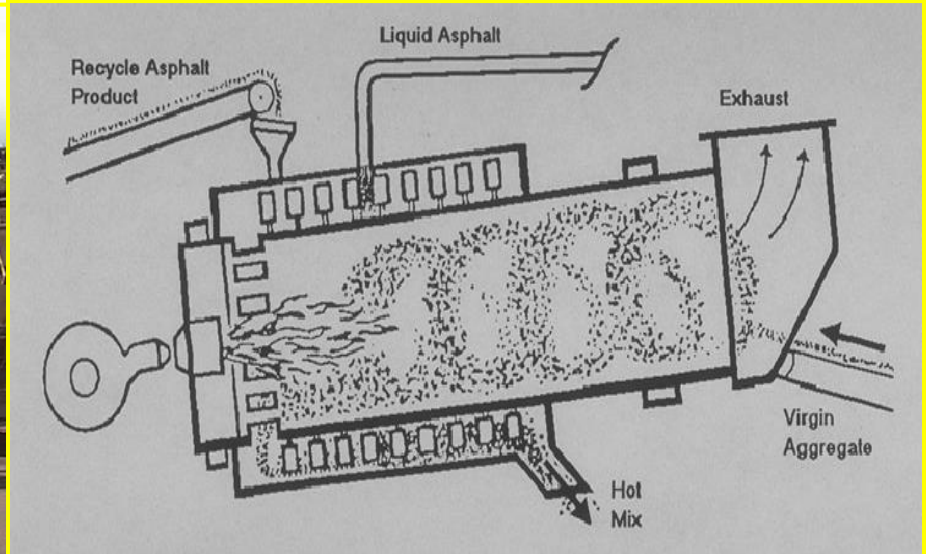 Liquid Asphalt
Recycle Asphalt
Product
Exhaust
Virgin
Aggregate
Hot
Mix